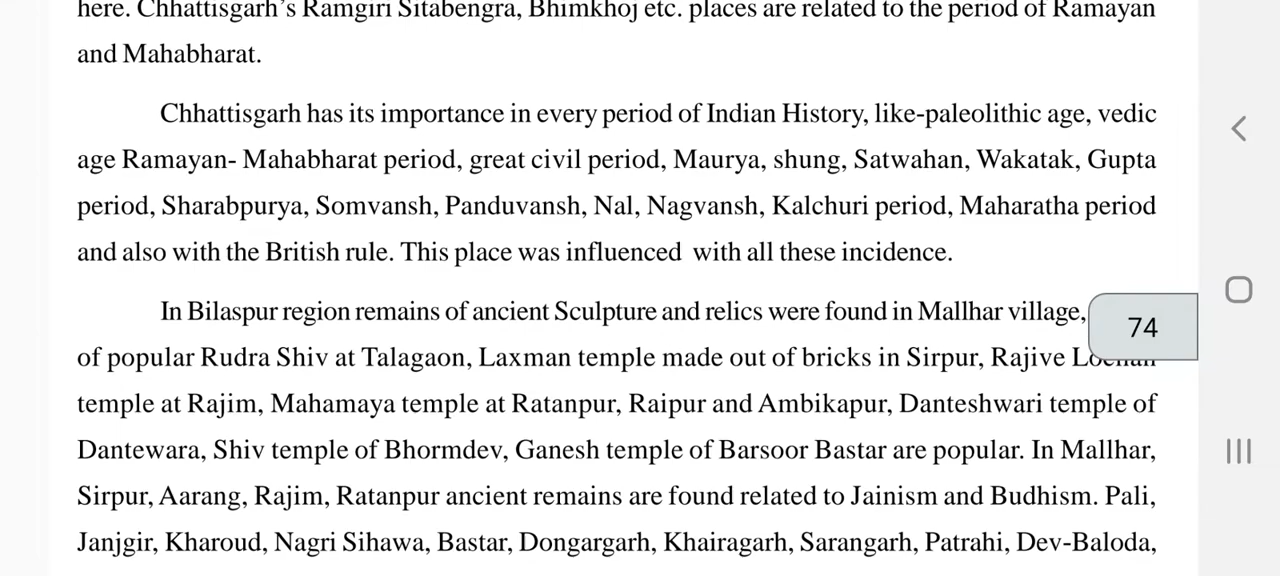 here. Chhattisgarh's Ramgiri Sitabengra, Bhimkhoj etc. places are related to the period of Ramayan
and Mahabharat.
Chhattisgarh has its importance in every period of Indian History, like-paleolithic age, vedic
age Ramayan- Mahabharat period, great civil period, Maurya, shung, Satwahan, Wakatak, Gupta
period, Sharabpurya, Somvansh, Panduvansh, Nal, Nagvansh, Kalchuri period, Maharatha period
and also with the British rule. This place was influenced with all these incidence.
In Bilaspur region remains of ancient Sculpture and relics were found in Mallhar village,
74
of popular Rudra Shiv at Talagaon, Laxman temple made out of bricks in Sirpur, Rajive
temple at Rajim, Mahamaya temple at Ratanpur, Raipur and Ambikapur, Danteshwari temple of
Dantewara, Shiv temple of Bhormdev, Ganesh temple of Barsoor Bastar are popular. In Mallhar,
Sirpur, Aarang, Rajim, Ratanpur ancient remains are found related to Jainism and Budhism. Pali,
Janjgir, Kharoud, Nagri Sihawa, Bastar, Dongargarh, Khairagarh, Sarangarh, Patrahi, Dev-Baloda,